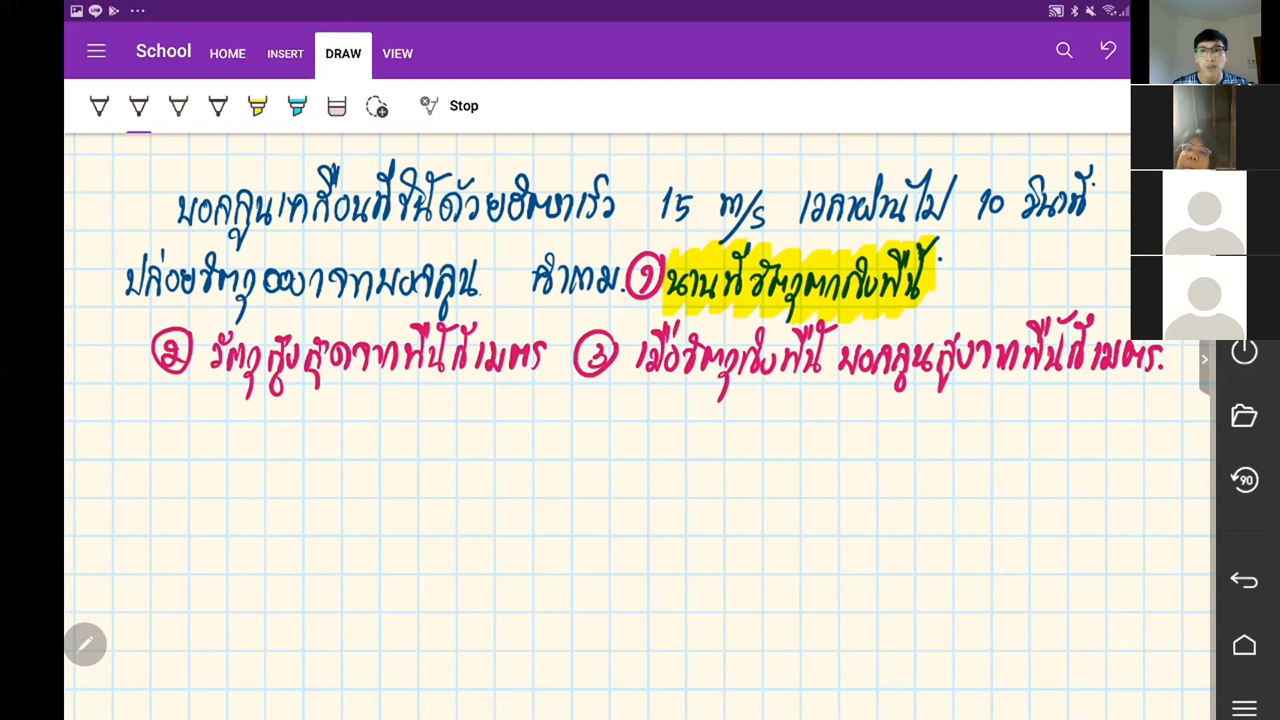 School HOME INSERT DRAW VIEW
Stop
บอลลูนเคลื่อนที่ขึ้นด้วยอัตราเร็ว 15 m/s เวลาผ่านไป 10 วินาที
ปล่อยวัตถุออกจากบอลลูน คำถาม ① นานที่วัตถุตกถึงพื้น
② วัตถุสูงสุดจากพื้นกี่เมตร ③ เมื่อวัตถุถึงพื้น บอลลูนสูงจากพื้นกี่เมตร.
90